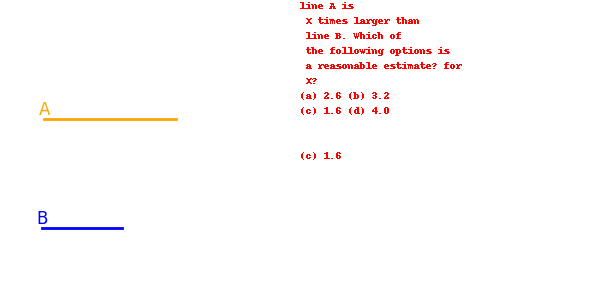 line A is
X times larger than
line B. Which of
the following options is
a reasonable estimate? for
X?
(a) 2.6 (b) 3.2
(c) 1.6 (d) 4.0
(c) 1.6
A
B